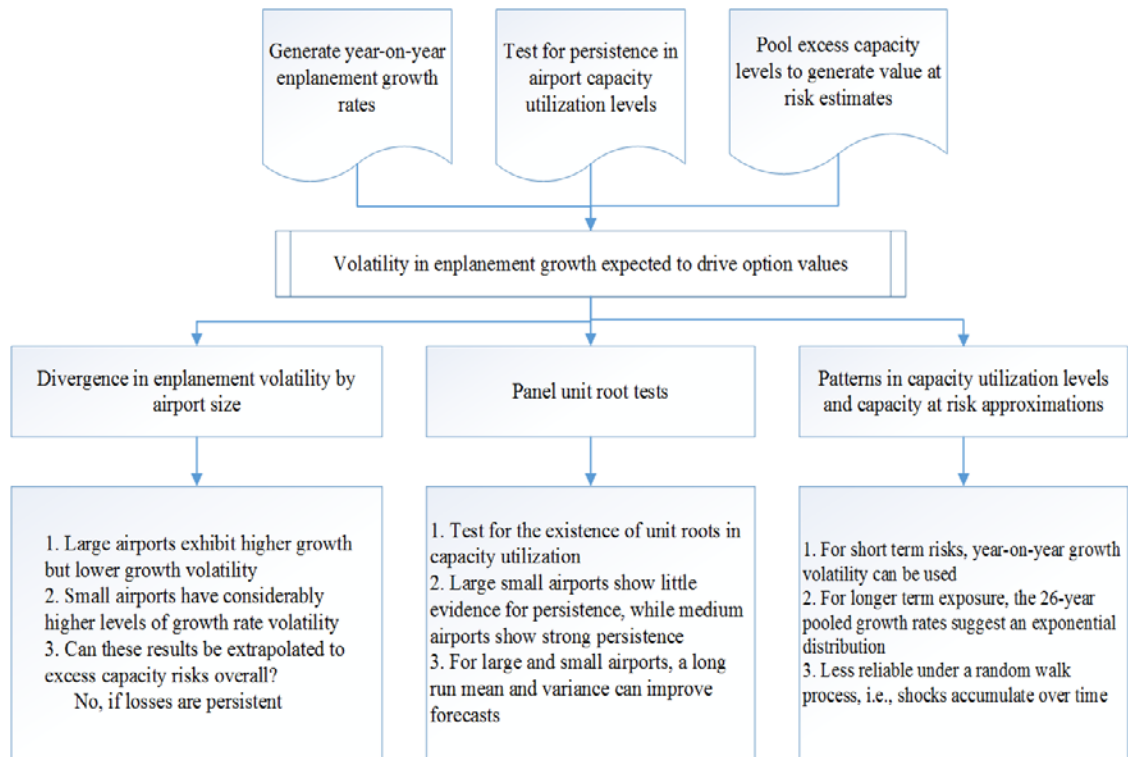 Generate year-on-year
enplanement growth
rates
Test for persistence in
airport capacity
utilization levels
Pool excess capacity
levels to generate value at
risk estimates
Volatility in enplanement growth expected to drive option values
Divergence in enplanement volatility by
airport size
Panel unit root tests
Patterns in capacity utilization levels
and capacity at risk approximations
1. Large airports exhibit higher growth
but lower growth volatility
2. Small airports have considerably
higher levels of growth rate volatility
3. Can these results be extrapolated to
excess capacity risks overall?
No, if losses are persistent
1. Test for the existence of unit roots in
capacity utilization
2. Large small airports show little
evidence for persistence, while medium
airports show strong persistence
3. For large and small airports, a long
run mean and variance can improve
forecasts
1. For short term risks, year-on-year growth
volatility can be used
2. For longer term exposure, the 26-year
pooled growth rates suggest an exponential
distribution
3. Less reliable under a random walk
process, i.e., shocks accumulate over time